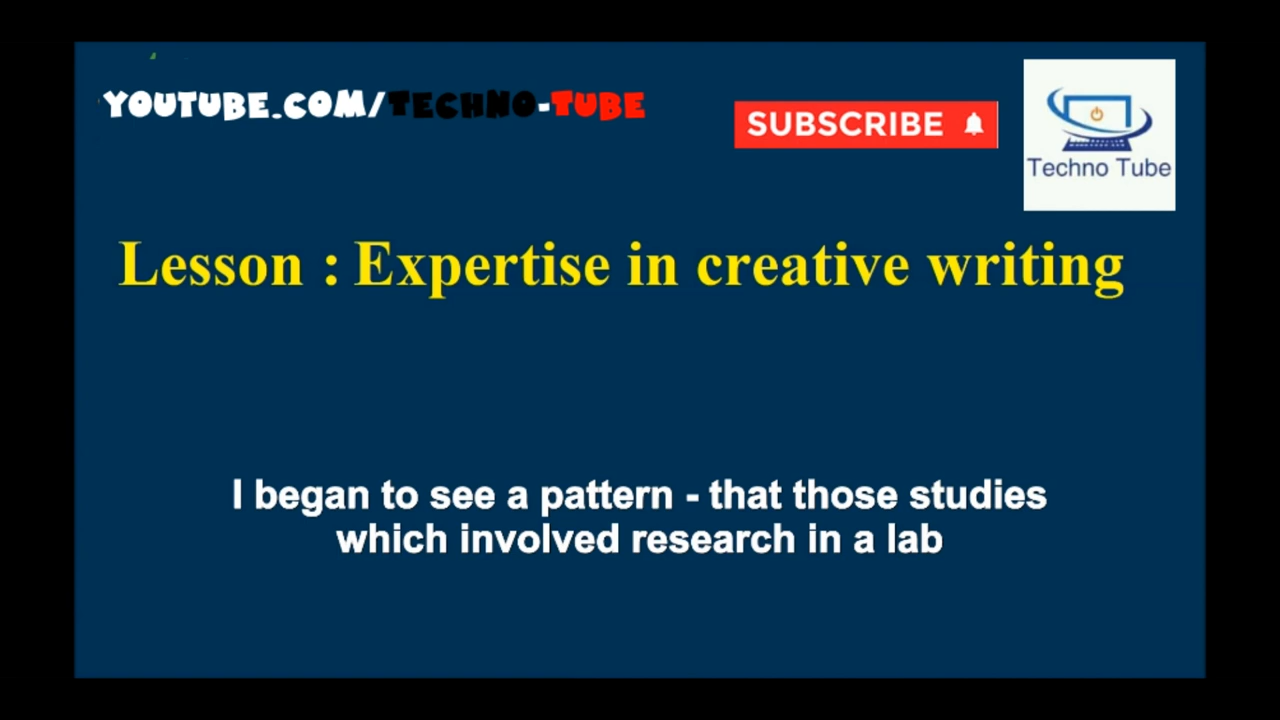 YOUTUBE.COM/TECHNO-TUBE
SUBSCRIBE
Techno Tube
Lesson : Expertise in creative writing
I began to see a pattern - that those studies
which involved research in a lab